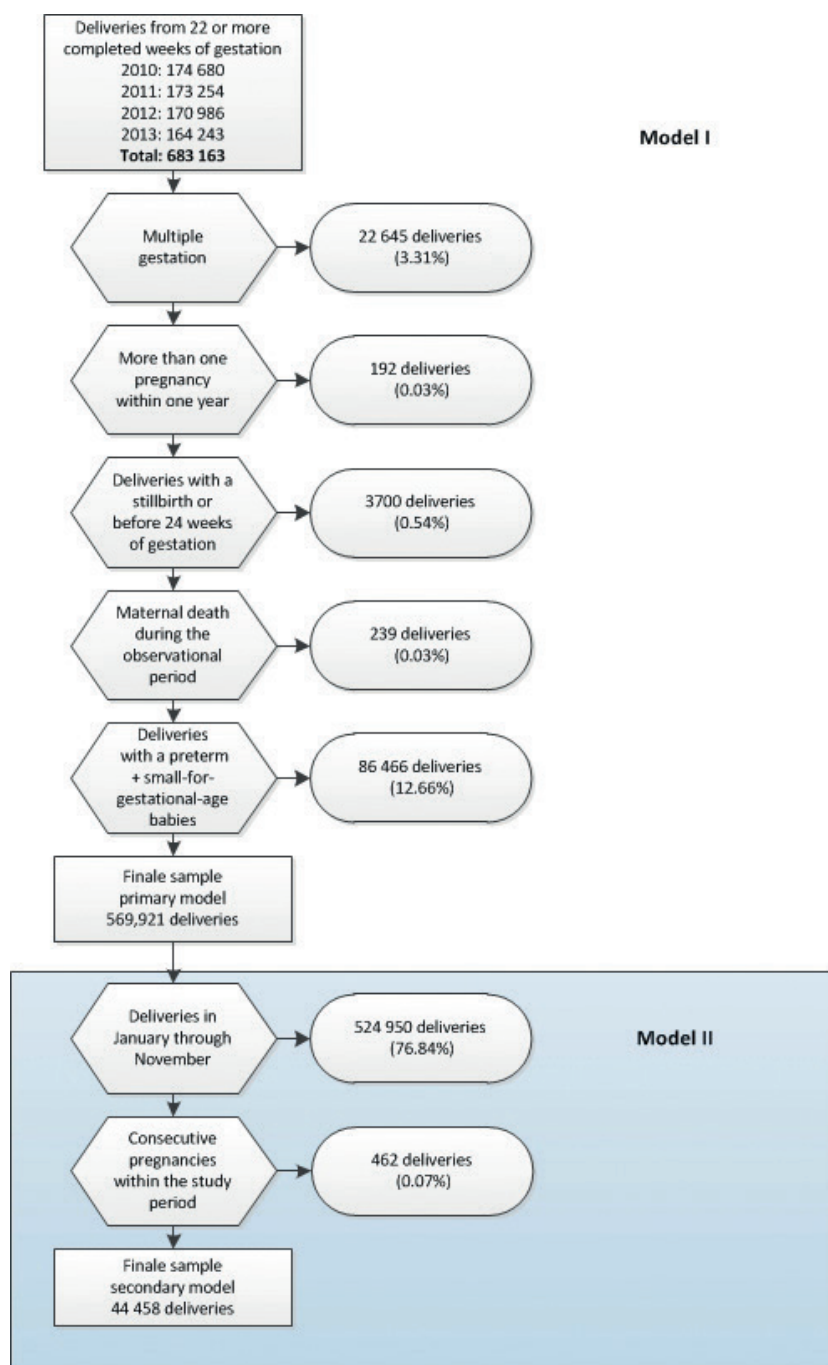 Deliveries from 22 or more
completed weeks of gestation
2010: 174 680
2011: 173 254
2012: 170 986
2013: 164 243
Total: 683 163
Model I
Multiple
gestation
22 645 deliveries
(3.31%)
More than one
pregnancy
within one year
192 deliveries
(0.03%)
Deliveries with a
stillbirth or
before 24 weeks
of gestation
3700 deliveries
(0.54%)
Maternal death
during the
observational
period
239 deliveries
(0.03%)
Deliveries
with a preterm
+ small-for-
gestational-age
babies
86 466 deliveries
(12.66%)
Finale sample
primary model
569,921 deliveries
Deliveries in
January through
November
524 950 deliveries
(76.84%)
Model II
Consecutive
pregnancies
within the study
period
462 deliveries
(0.07%)
Finale sample
secondary model
44 458 deliveries